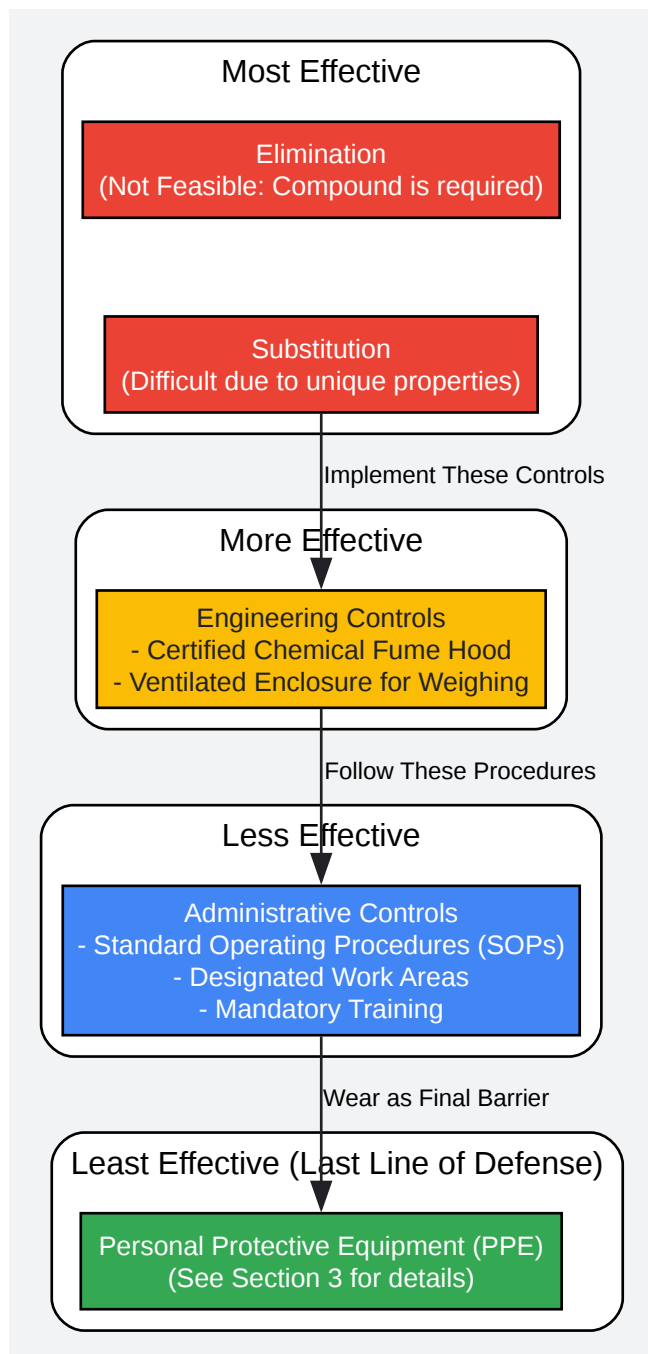 Most Effective
Elimination
(Not Feasible: Compound is required)
Substitution
(Difficult due to unique properties)
Implement These Controls
More Effective
Engineering Controls
- Certified Chemical Fume Hood
- Ventilated Enclosure for Weighing
Follow These Procedures
Less Effective
Administrative Controls
- Standard Operating Procedures (SOPs)
- Designated Work Areas
- Mandatory Training
Wear as Final Barrier
Least Effective (Last Line of Defense)
Personal Protective Equipment (PPE)
(See Section 3 for details)